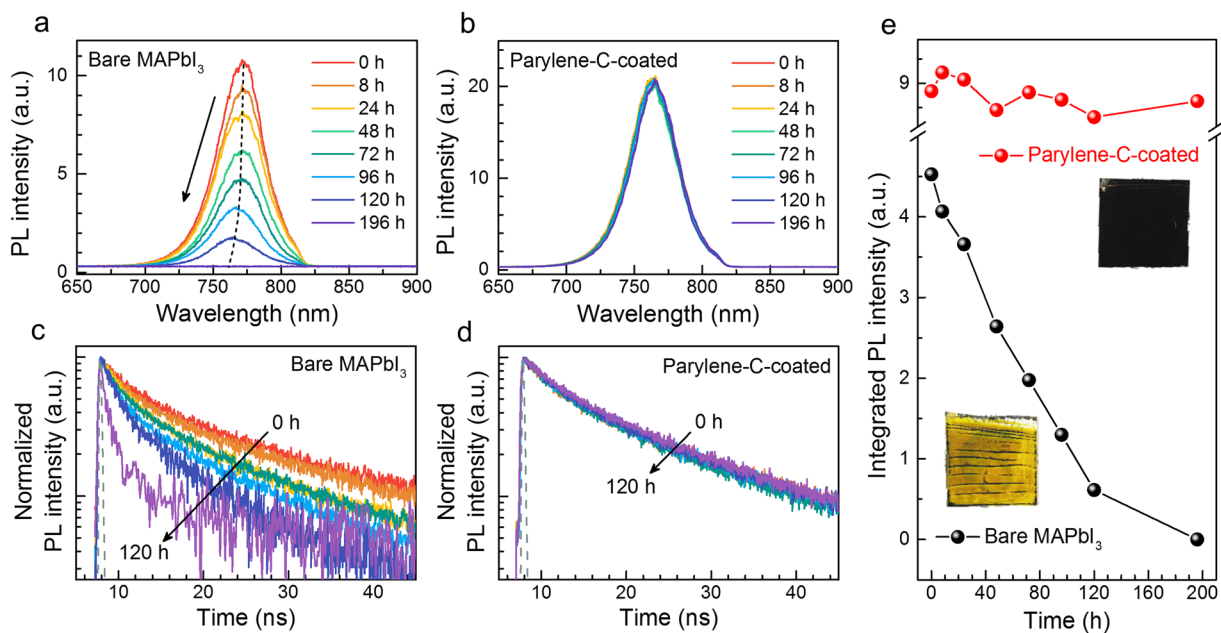 a
Bare MAPbI₃
0 h
8 h
24 h
48 h
72 h
96 h
120 h
196 h
PL intensity (a.u.)
10
5
0
650 700 750 800 850 900
Wavelength (nm)
b
Parylene-C-coated
0 h
8 h
24 h
48 h
72 h
96 h
120 h
196 h
PL intensity (a.u.)
20
10
0
650 700 750 800 850 900
Wavelength (nm)
c
Bare MAPbI₃
0 h
120 h
Normalized
PL intensity (a.u.)
10 20 30 40
Time (ns)
d
Parylene-C-coated
0 h
120 h
Normalized
PL intensity (a.u.)
10 20 30 40
Time (ns)
e
9
Parylene-C-coated
4
3
2
1
0
Integrated PL intensity (a.u.)
Bare MAPbI₃
0 40 80 120 160 200
Time (h)